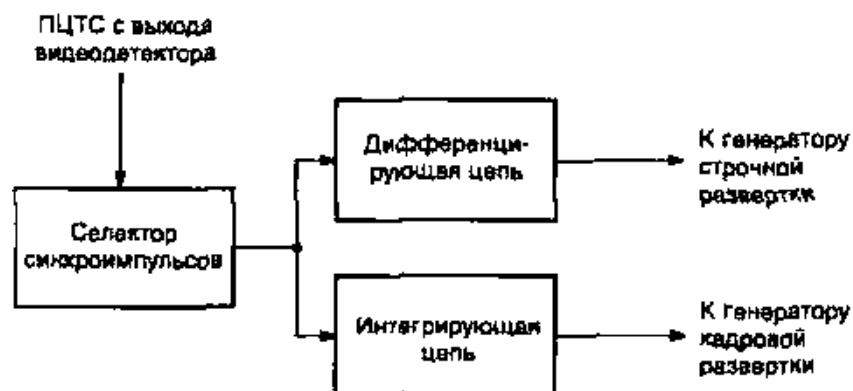 ПЦТС с выхода
видеодетектора
Дифференци-
рующая цепь
К генератору
строчной
развертки
Селектор
синхроимпульсов
Интегрирующая
цепь
К генератору
кадровой
развертки